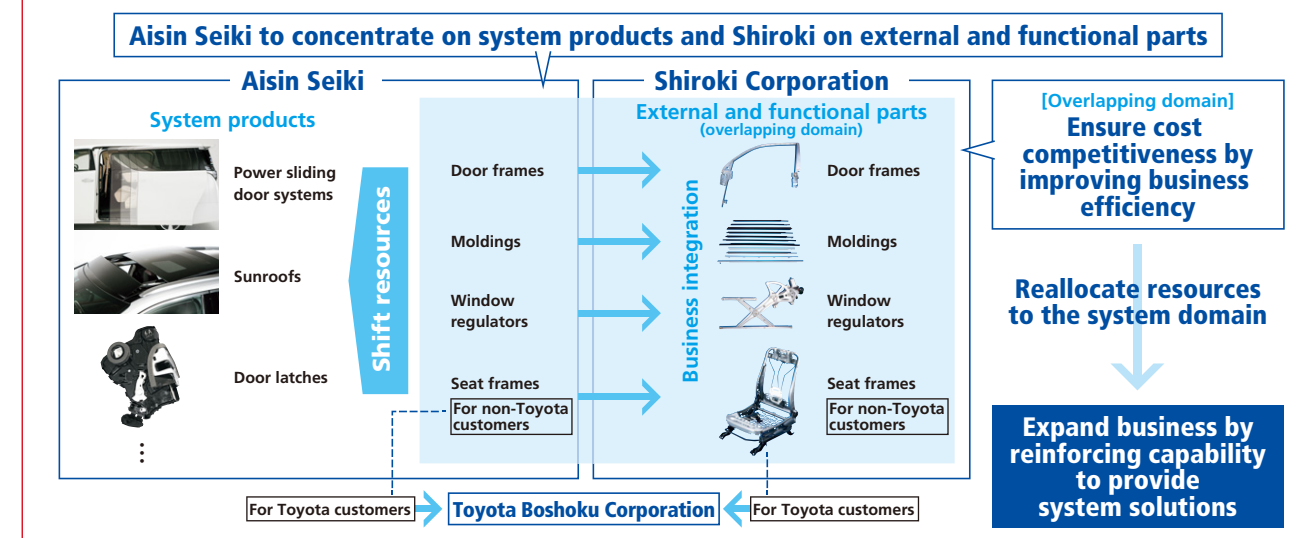 Aisin Seiki to concentrate on system products and Shiroki on external and functional parts
Aisin Seiki
System products
Power sliding
door systems
Sunroofs
Door latches
Shift resources
Door frames
Moldings
Window
regulators
Seat frames
For non-Toyota
customers
Shiroki Corporation
External and functional parts
(overlapping domain)
Business integration
Door frames
Moldings
Window
regulators
Seat frames
For non-Toyota
customers
For Toyota customers
Toyota Boshoku Corporation
For Toyota customers
[Overlapping domain]
Ensure cost
competitiveness by
improving business
efficiency
Reallocate resources
to the system domain
Expand business by
reinforcing capability
to provide
system solutions